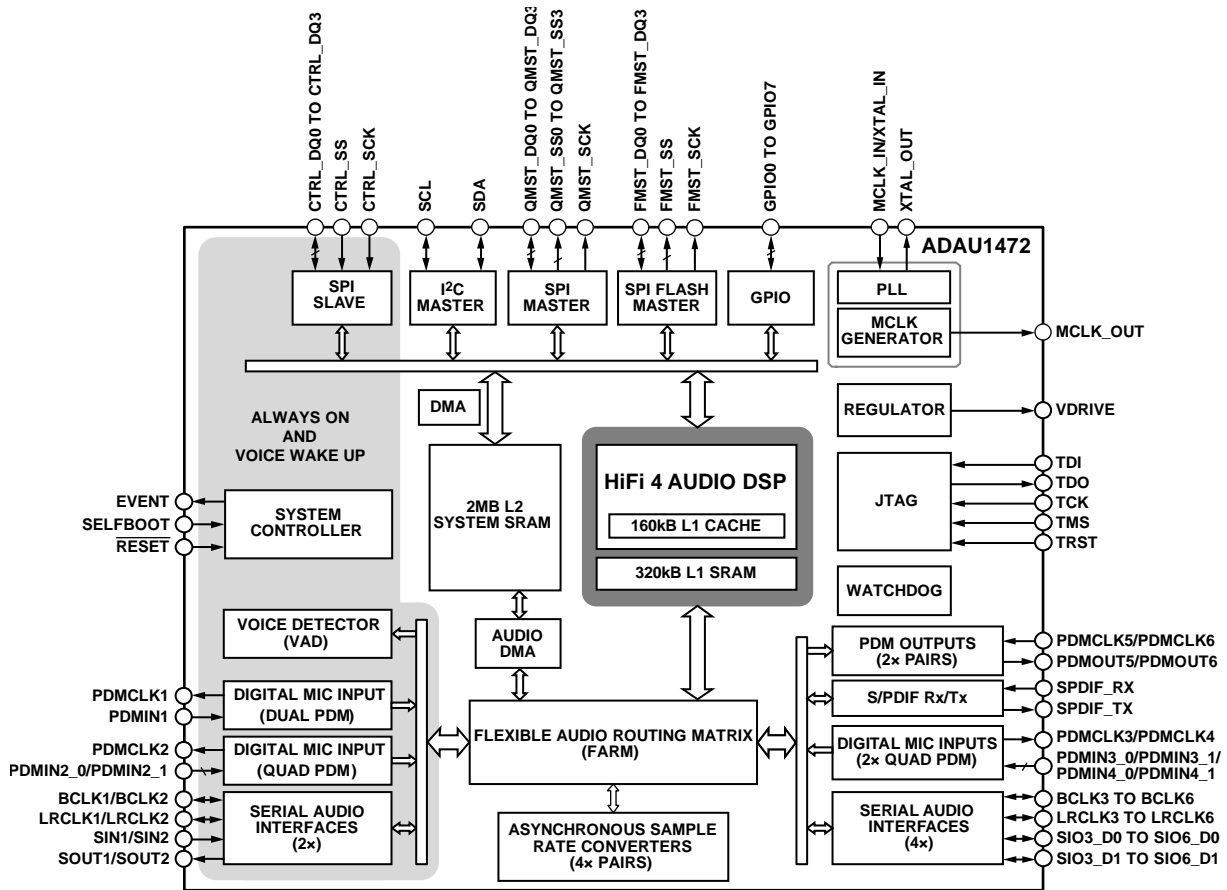 CTRL_DQ0 TO CTRL_DQ3
CTRL_SS
CTRL_SCK
SCL
SDA
QMST_DQ0 TO QMST_DQ3
QMST_SS0 TO QMST_SS3
QMST_SCK
FMST_DQ0 TO FMST_DQ3
FMST_SS
FMST_SCK
GPIO0 TO GPIO7
MCLK_IN/XTAL_IN
XTAL_OUT
ADAU1472
SPI
SLAVE
I²C
MASTER
SPI
MASTER
SPI FLASH
MASTER
GPIO
PLL
MCLK
GENERATOR
MCLK_OUT
DMA
REGULATOR
VDRIVE
ALWAYS ON
AND
VOICE WAKE UP
2MB L2
SYSTEM SRAM
HiFi 4 AUDIO DSP
160kB L1 CACHE
320kB L1 SRAM
JTAG
TDI
TDO
TCK
TMS
TRST
EVENT
SELFBOOT
RESET
SYSTEM
CONTROLLER
WATCHDOG
VOICE DETECTOR
(VAD)
AUDIO
DMA
PDM OUTPUTS
(2× PAIRS)
PDMCLK5/PDMCLK6
PDMOUT5/PDMOUT6
PDMCLK1
PDMIN1
DIGITAL MIC INPUT
(DUAL PDM)
S/PDIF Rx/Tx
SPDIF_RX
SPDIF_TX
PDMCLK2
PDMIN2_0/PDMIN2_1
DIGITAL MIC INPUT
(QUAD PDM)
FLEXIBLE AUDIO ROUTING MATRIX
(FARM)
DIGITAL MIC INPUTS
(2× QUAD PDM)
PDMCLK3/PDMCLK4
PDMIN3_0/PDMIN3_1/
PDMIN4_0/PDMIN4_1
BCLK1/BCLK2
LRCLK1/LRCLK2
SIN1/SIN2
SOUT1/SOUT2
SERIAL AUDIO
INTERFACES
(2×)
ASYNCHRONOUS SAMPLE
RATE CONVERTERS
(4× PAIRS)
SERIAL AUDIO
INTERFACES
(4×)
BCLK3 TO BCLK6
LRCLK3 TO LRCLK6
SIO3_D0 TO SIO6_D0
SIO3_D1 TO SIO6_D1